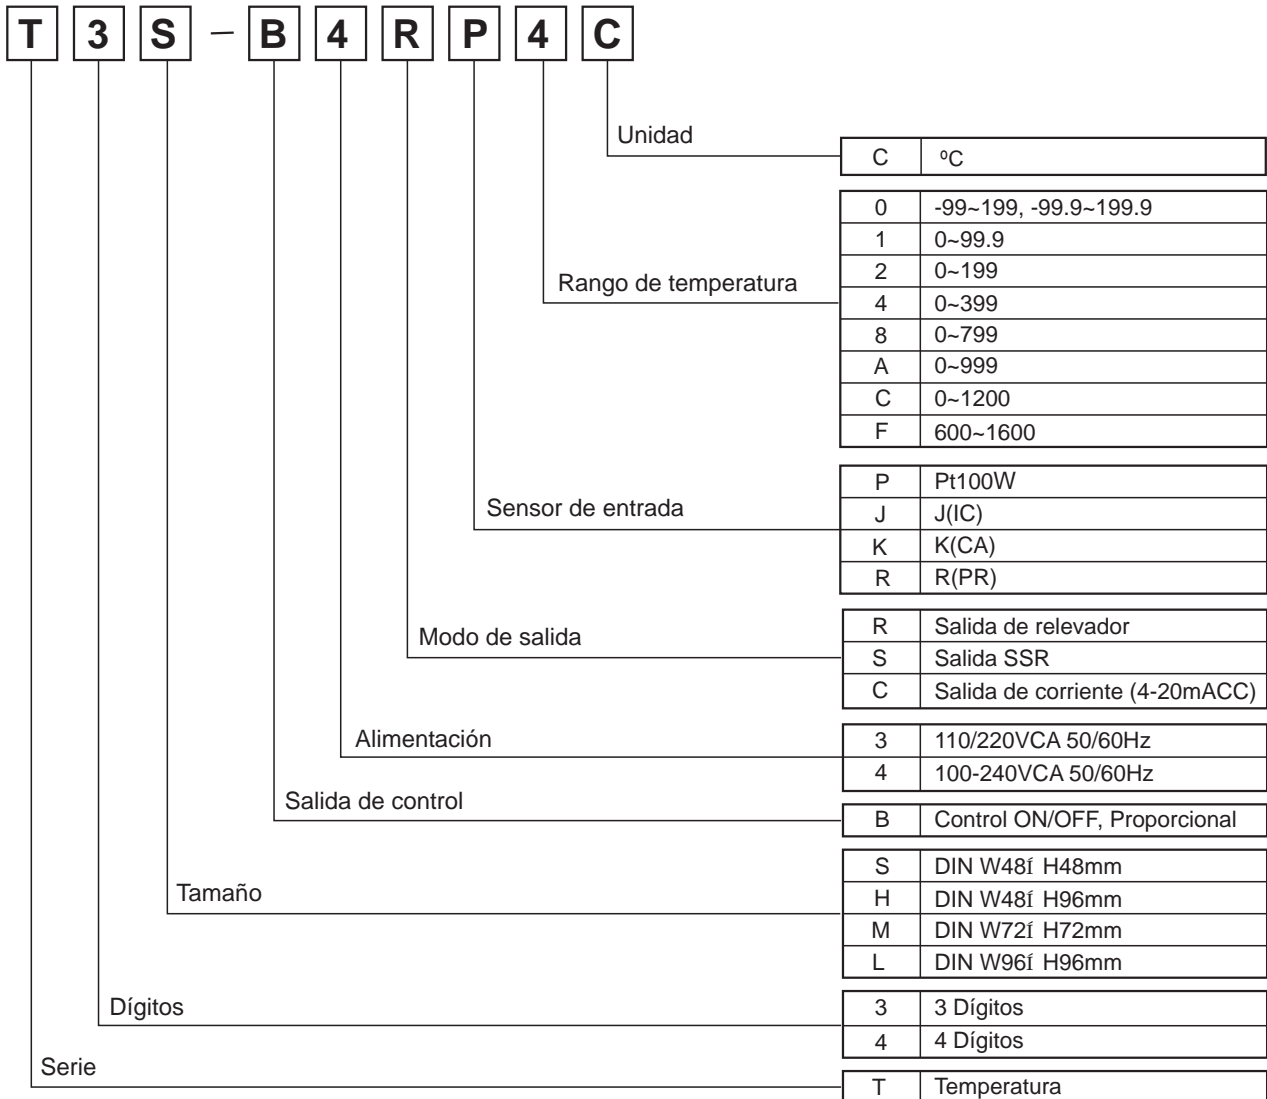 T 3 S - B 4 R P 4 C
Unidad
C ºC
Rango de temperatura
0 -99~199, -99.9~199.9
1 0~99.9
2 0~199
4 0~399
8 0~799
A 0~999
C 0~1200
F 600~1600
Sensor de entrada
P Pt100W
J J(IC)
K K(CA)
R R(PR)
Modo de salida
R Salida de relevador
S Salida SSR
C Salida de corriente (4-20mACC)
Alimentación
3 110/220VCA 50/60Hz
4 100-240VCA 50/60Hz
Salida de control
B Control ON/OFF, Proporcional
Tamaño
S DIN W48í H48mm
H DIN W48í H96mm
M DIN W72í H72mm
L DIN W96í H96mm
Dígitos
3 3 Dígitos
4 4 Dígitos
Serie
T Temperatura